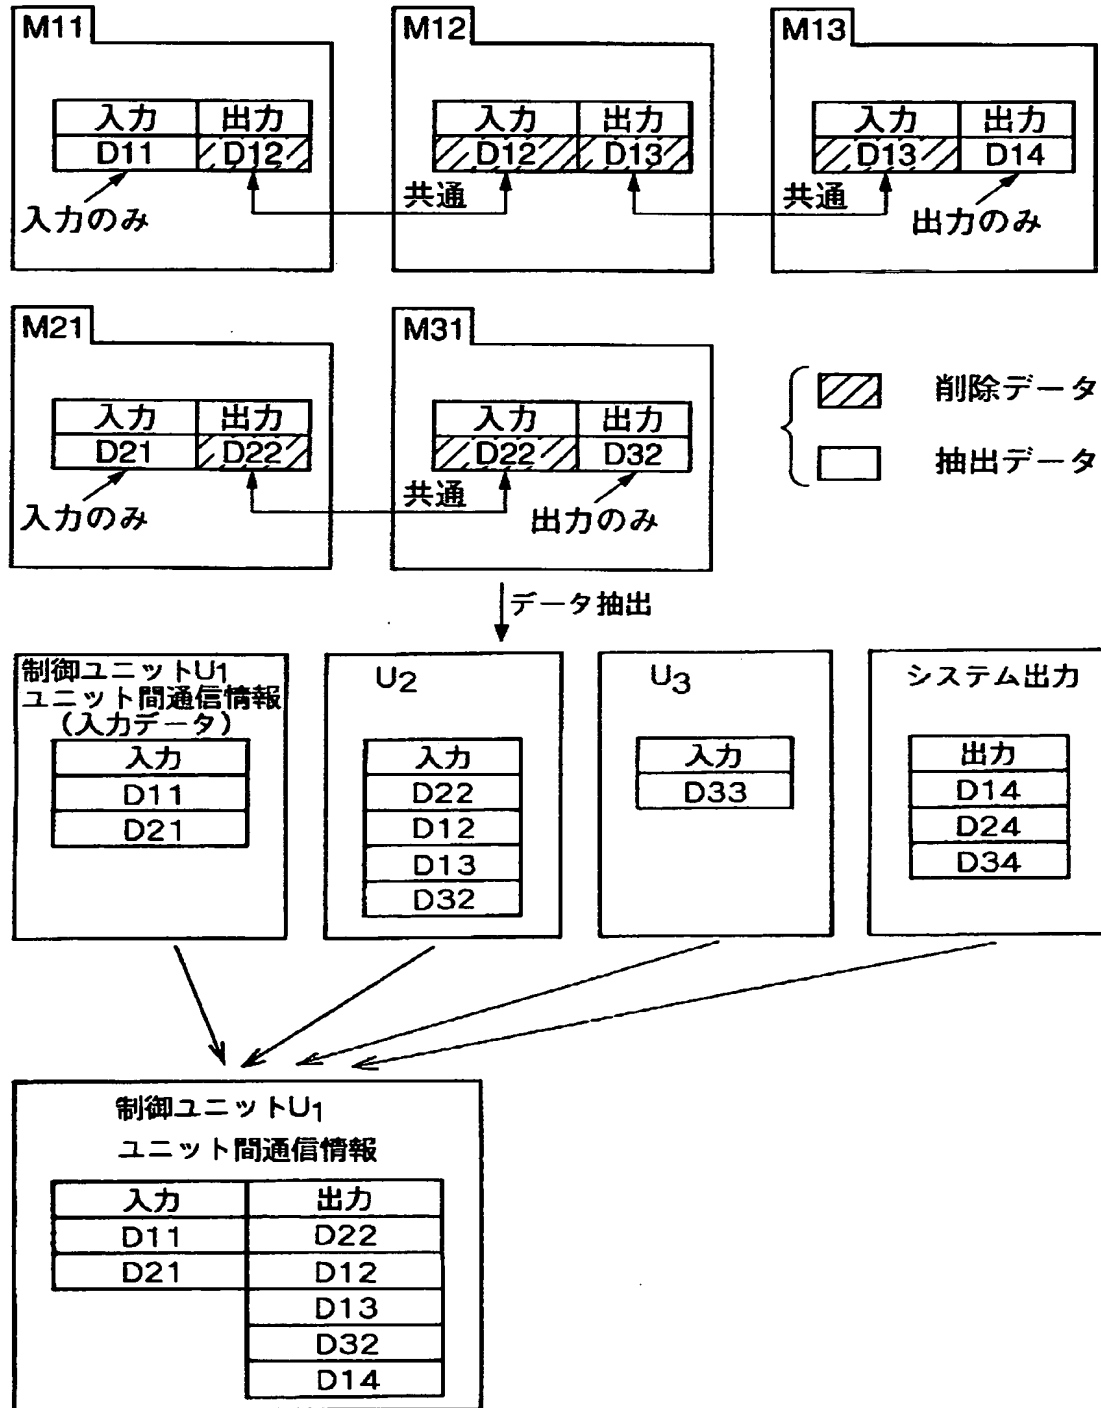 M11
入力 出力
D11 D12
入力のみ
共通
M12
入力 出力
D12 D13
共通
M13
入力 出力
D13 D14
出力のみ
M21
入力 出力
D21 D22
入力のみ
共通
M31
入力 出力
D22 D32
出力のみ
削除データ
抽出データ
データ抽出
制御ユニットU1
ユニット間通信情報
(入力データ)
入力
D11
D21
U2
入力
D22
D12
D13
D32
U3
入力
D33
システム出力
出力
D14
D24
D34
制御ユニットU1
ユニット間通信情報
入力 出力
D11 D22
D21 D12
D13
D32
D14